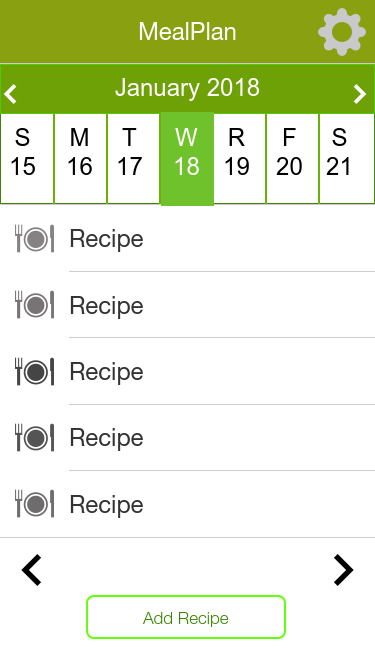 MealPlan
January 2018
S M T W R F S
15 16 17 18 19 20 21
Recipe
Recipe
Recipe
Recipe
Recipe
Add Recipe